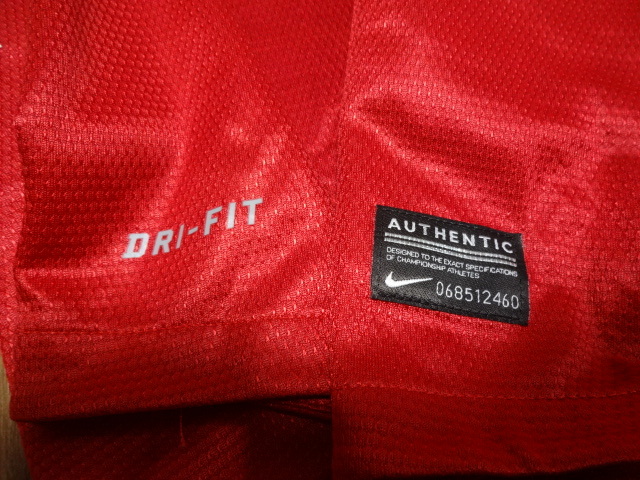 DRI-FIT
AUTHENTIC
DESIGNED TO THE EXACT SPECIFICATIONS
OF CHAMPIONSHIP ATHLETES
068512460